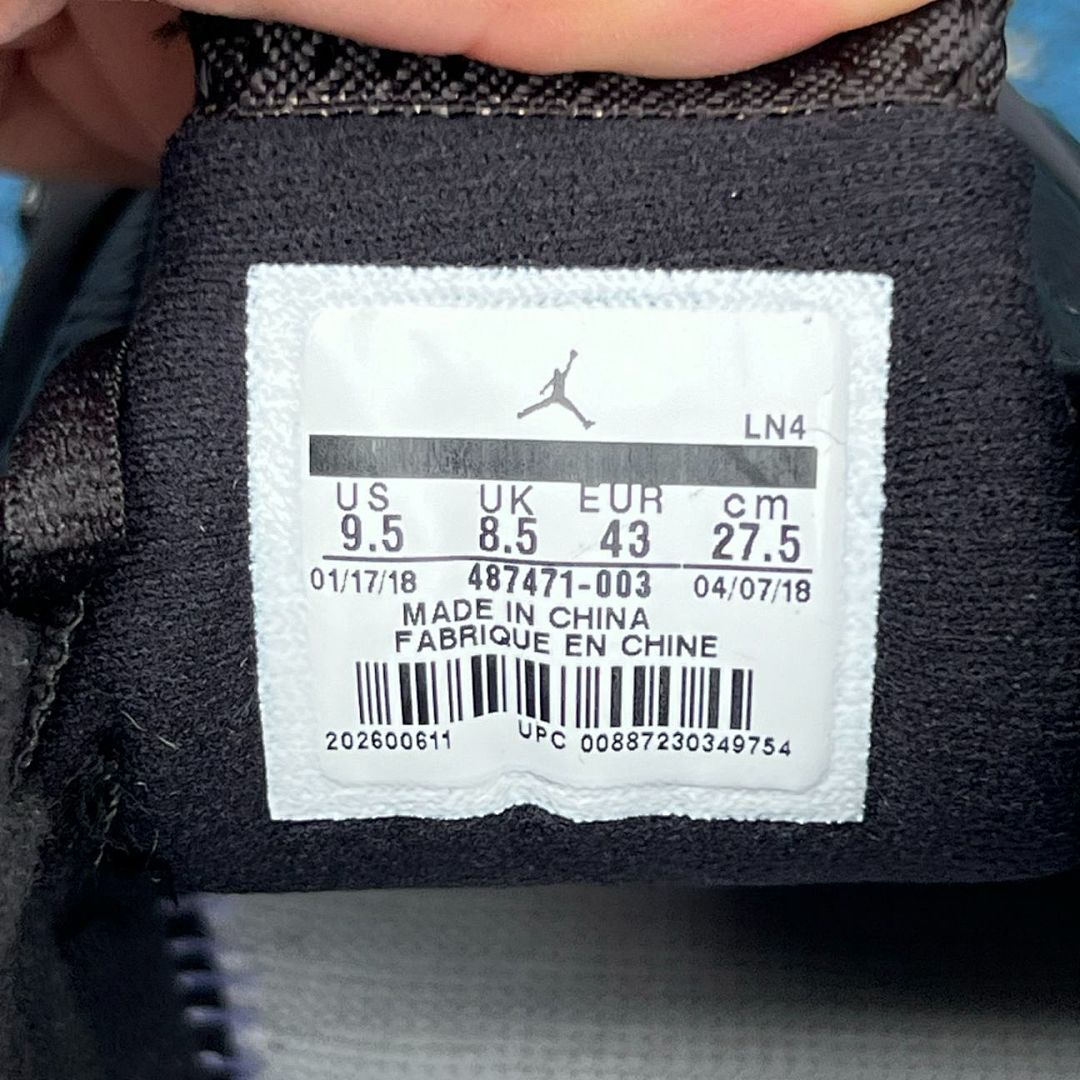 LN4
US UK EUR cm
9.5 8.5 43 27.5
01/17/18 487471-003 04/07/18
MADE IN CHINA
FABRIQUE EN CHINE
202600611 UPC 00887230349754